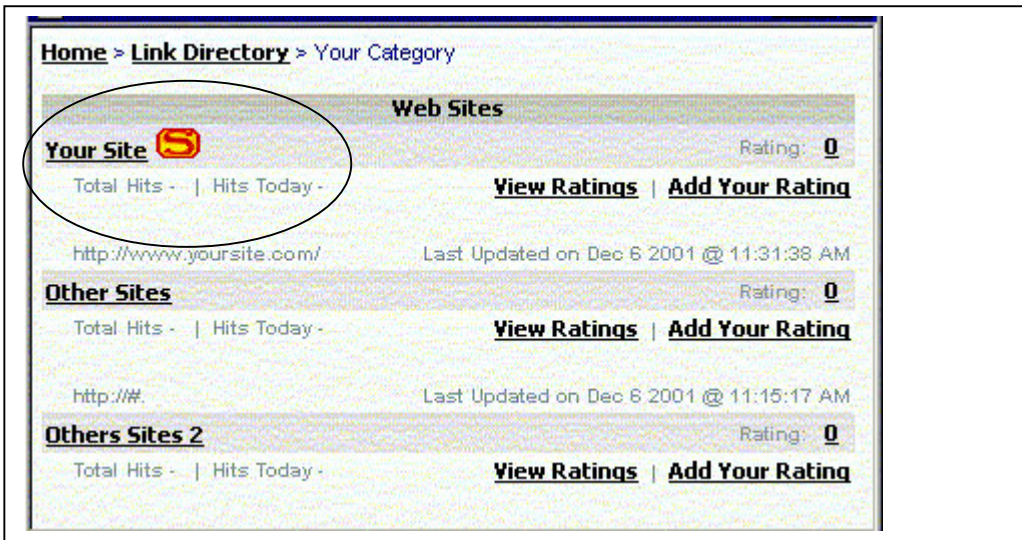 Home > Link Directory > Your Category
Web Sites
Your Site S Rating: 0
Total Hits - | Hits Today - View Ratings | Add Your Rating
http://www.yoursite.com/ Last Updated on Dec 6 2001 @ 11:31:38 AM
Other Sites Rating: 0
Total Hits - | Hits Today - View Ratings | Add Your Rating
http://#. Last Updated on Dec 6 2001 @ 11:15:17 AM
Others Sites 2 Rating: 0
Total Hits - | Hits Today - View Ratings | Add Your Rating